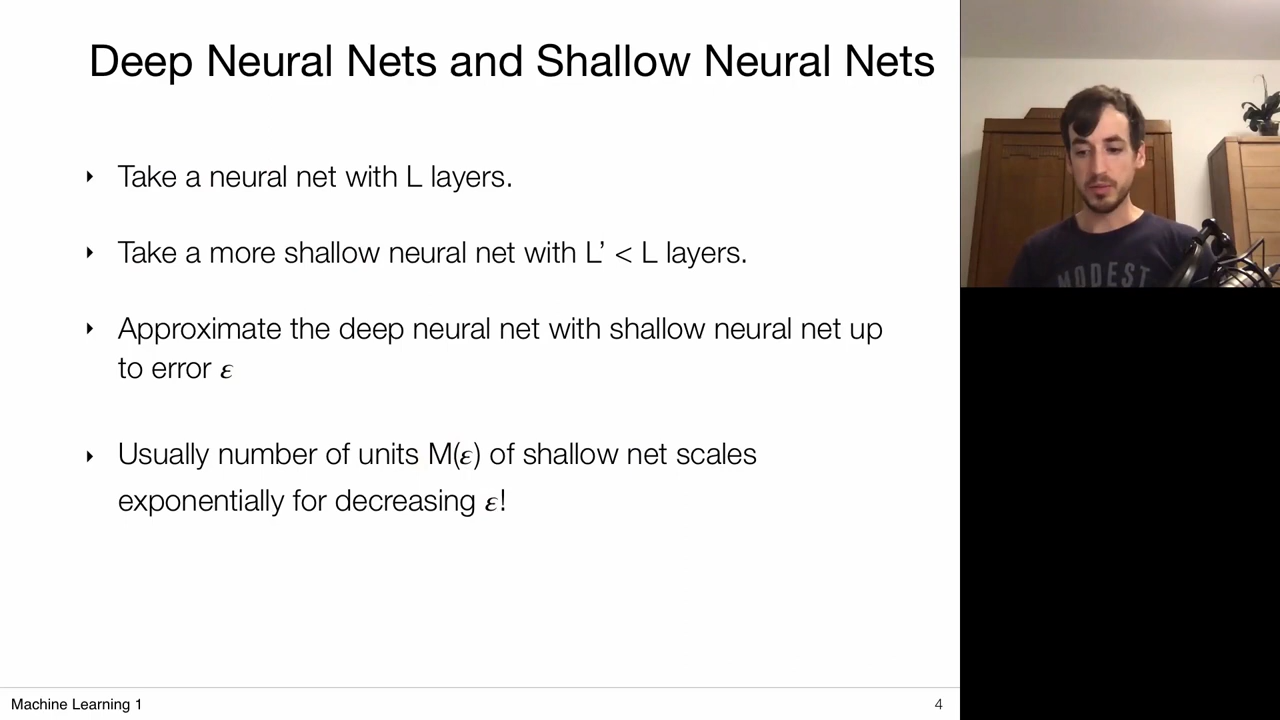 Deep Neural Nets and Shallow Neural Nets
‣ Take a neural net with L layers.
‣ Take a more shallow neural net with L’ < L layers.
‣ Approximate the deep neural net with shallow neural net up
to error ε
‣ Usually number of units M(ε) of shallow net scales
exponentially for decreasing ε!
MODEST
Machine Learning 1
4